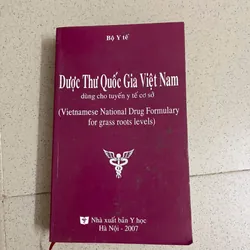 Bộ Y tế
Dược Thư Quốc Gia Việt Nam
dùng cho tuyến y tế cơ sở
(Vietnamese National Drug Formulary
for grass roots levels)
Nhà xuất bản Y học
Hà Nội - 2007